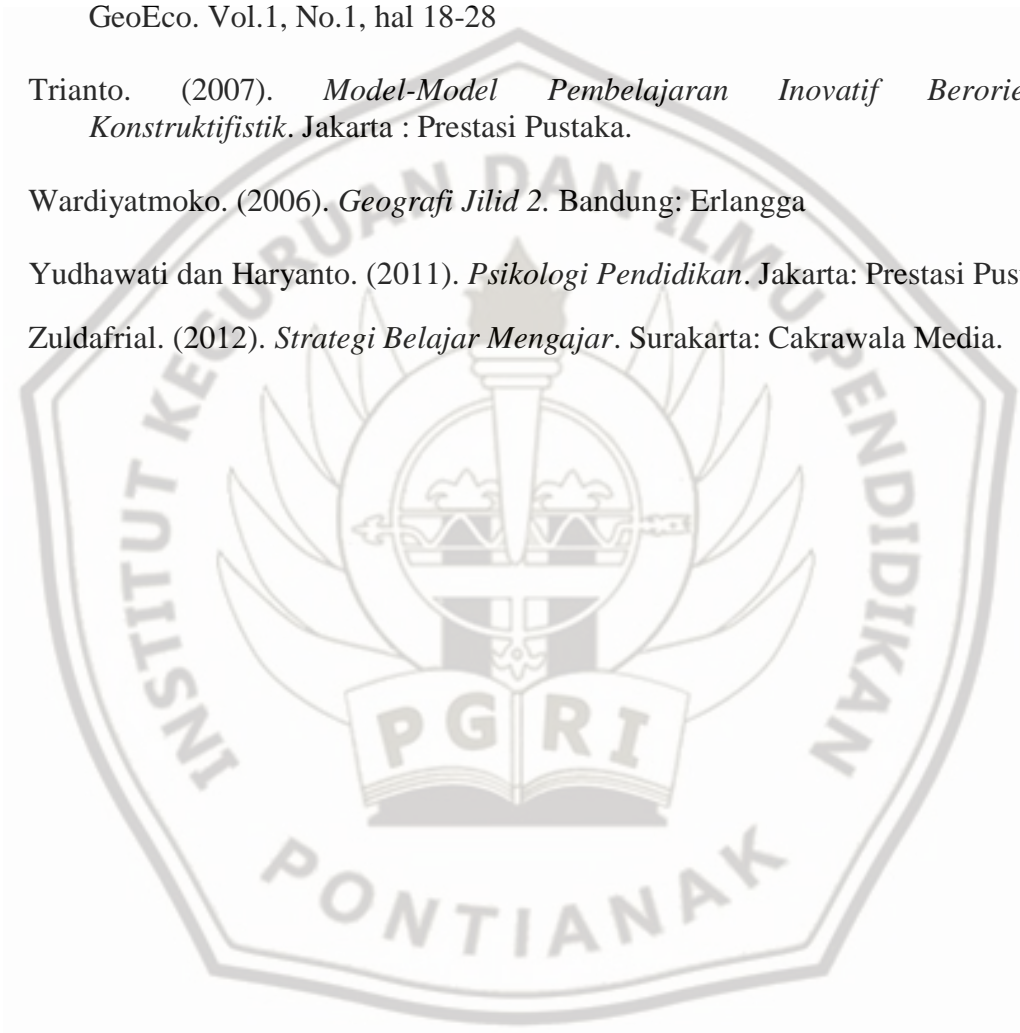 GeoEco. Vol.1, No.1, hal 18-28
Trianto. (2007). Model-Model Pembelajaran Inovatif Berorie
Konstruktifistik. Jakarta : Prestasi Pustaka.
Wardiyatmoko. (2006). Geografi Jilid 2. Bandung: Erlangga
Yudhawati dan Haryanto. (2011). Psikologi Pendidikan. Jakarta: Prestasi Pus
Zuldafrial. (2012). Strategi Belajar Mengajar. Surakarta: Cakrawala Media.
INSTITUT KEGURUAN DAN ILMU PENDIDIKAN
PGRI
PONTIANAK